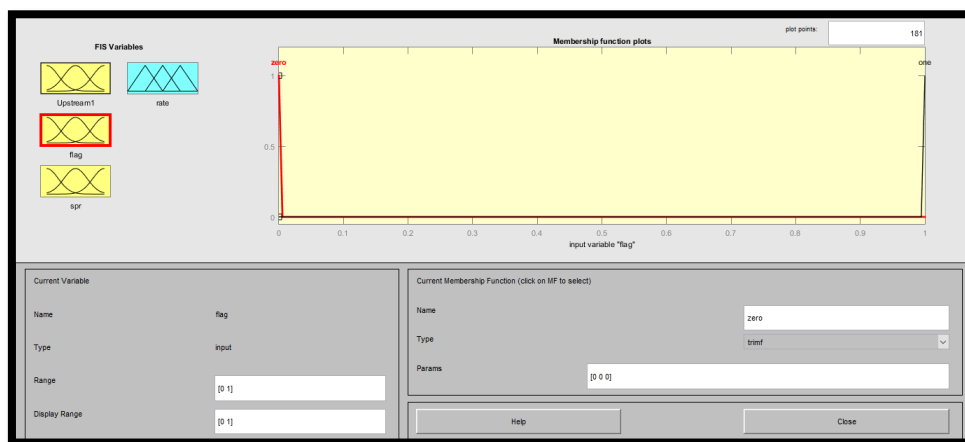 plot points:
181
FIS Variables
Membership function plots
zero
one
Upstream1
rate
flag
spr
1
0.5
0
0
0.1
0.2
0.3
0.4
0.5
0.6
0.7
0.8
0.9
1
input variable "flag"
Current Variable
Name
flag
Type
input
Range
[0 1]
Display Range
[0 1]
Current Membership Function (click on MF to select)
Name
zero
Type
trimf
Params
[0 0 0]
Help
Close